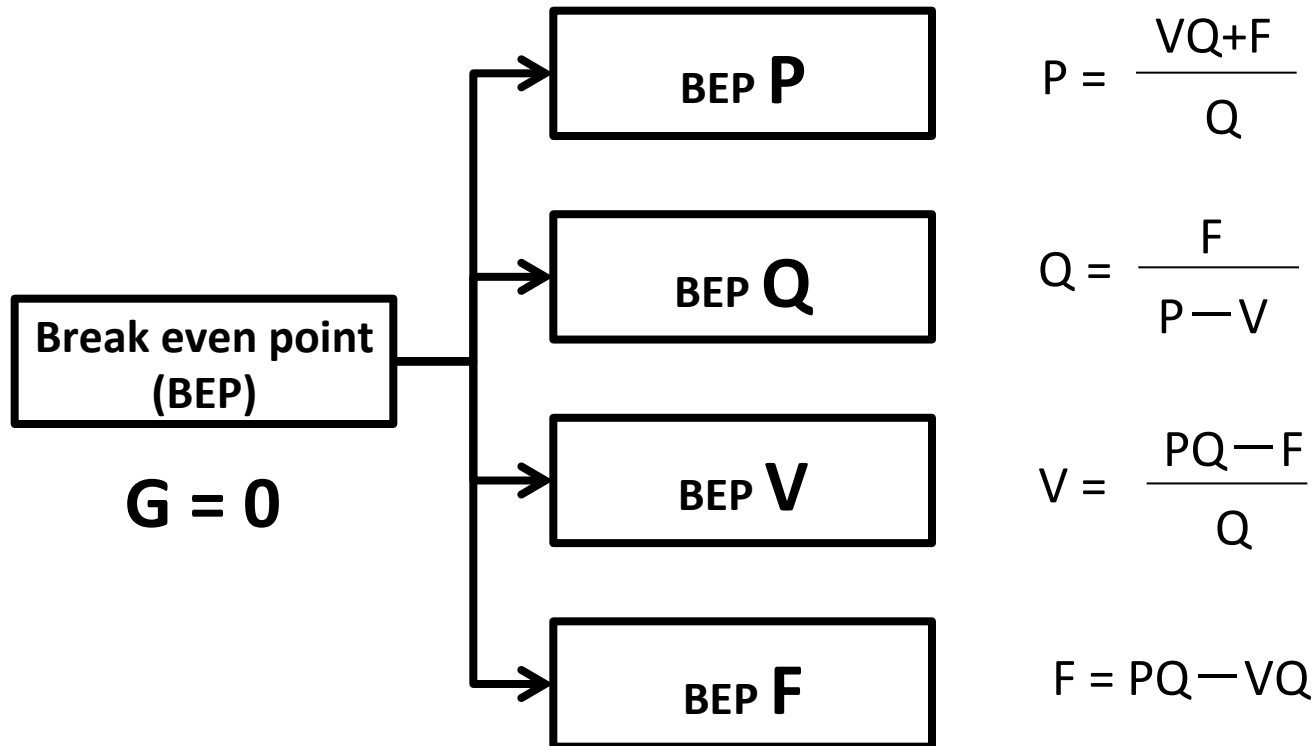 Break even point
(BEP)
G = 0
BEP P
P = VQ+F
Q
BEP Q
Q = F
P — V
BEP V
V = PQ — F
Q
BEP F
F = PQ — VQ